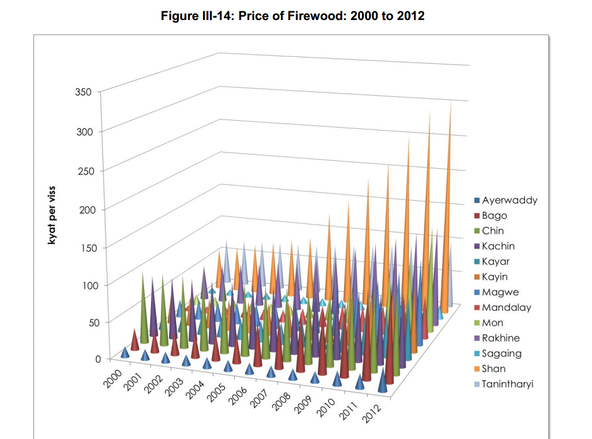 Figure III-14: Price of Firewood: 2000 to 2012
350
300
250
200
150
100
50
0
kyat per viss
2000
2001
2002
2003
2004
2005
2006
2007
2008
2009
2010
2011
2012
Ayerwaddy
Bago
Chin
Kachin
Kayar
Kayin
Magwe
Mandalay
Mon
Rakhine
Sagaing
Shan
Tanintharyi